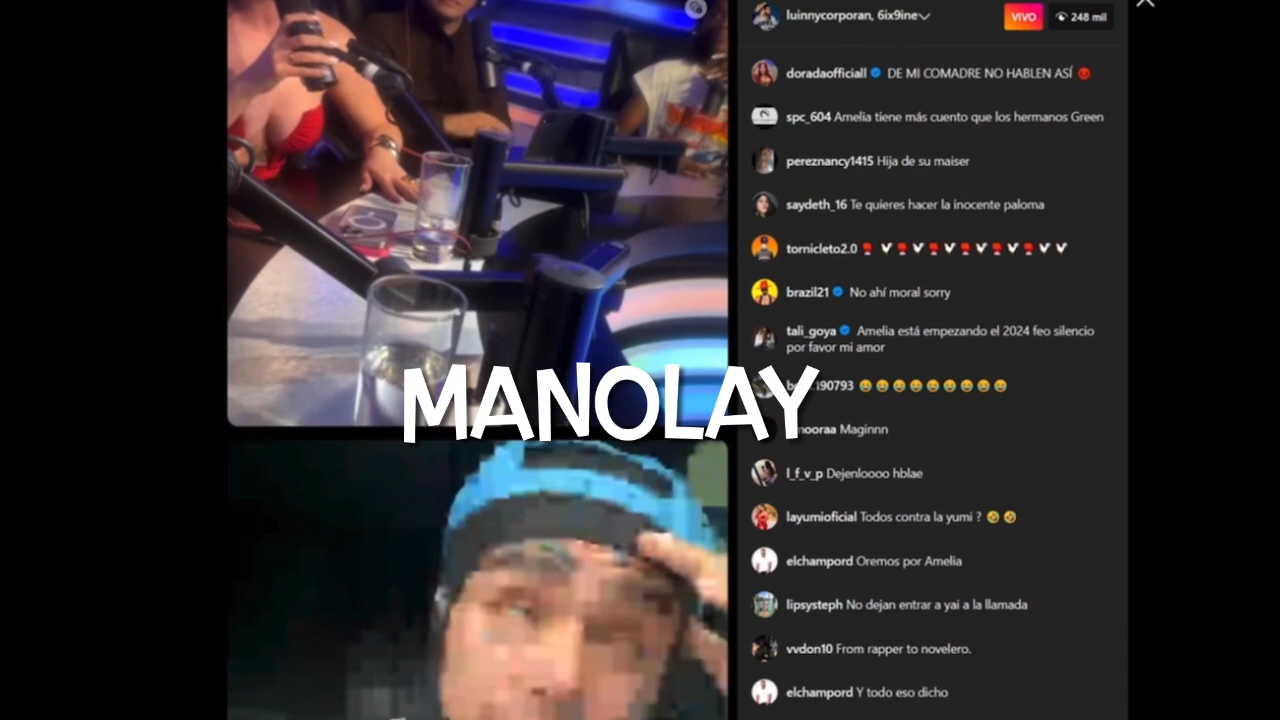 luinnycorporan, 6ix9ine
VIVO
248 mil
doradaofficiall DE MI COMADRE NO HABLEN ASÍ 😡
spc_604 Amelia tiene más cuento que los hermanos Green
pereznancy1415 Hija de su maiser
saydeth_16 Te quieres hacer la inocente paloma
tornicleto2.0
brazil21 No ahí moral sorry
tali_goya Amelia está empezando el 2024 feo silencio
por favor mi amor
😂😂😂😂😂😂😂😂😂
MANOLAY
Maginnn
l_f_v_p Dejenloooo hblae
layumioficial Todos contra la yumi ? 🤣🤣
elchampord Oremos por Amelia
lipsysteph No dejan entrar a yai a la llamada
vvdon10 From rapper to novelero.
elchampord Y todo eso dicho